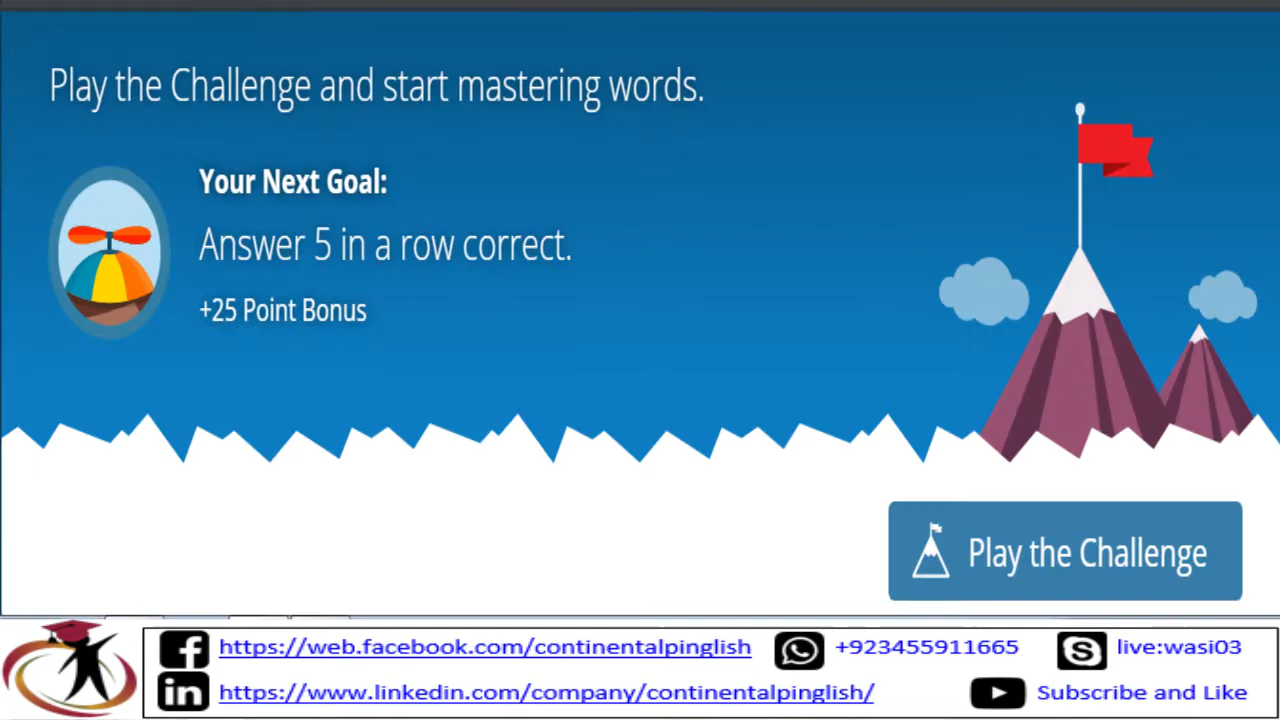 Play the Challenge and start mastering words.
Your Next Goal:
Answer 5 in a row correct.
+25 Point Bonus
Play the Challenge
https://web.facebook.com/continentalpinglish +923455911665 live:wasi03
https://www.linkedin.com/company/continentalpinglish/ Subscribe and Like